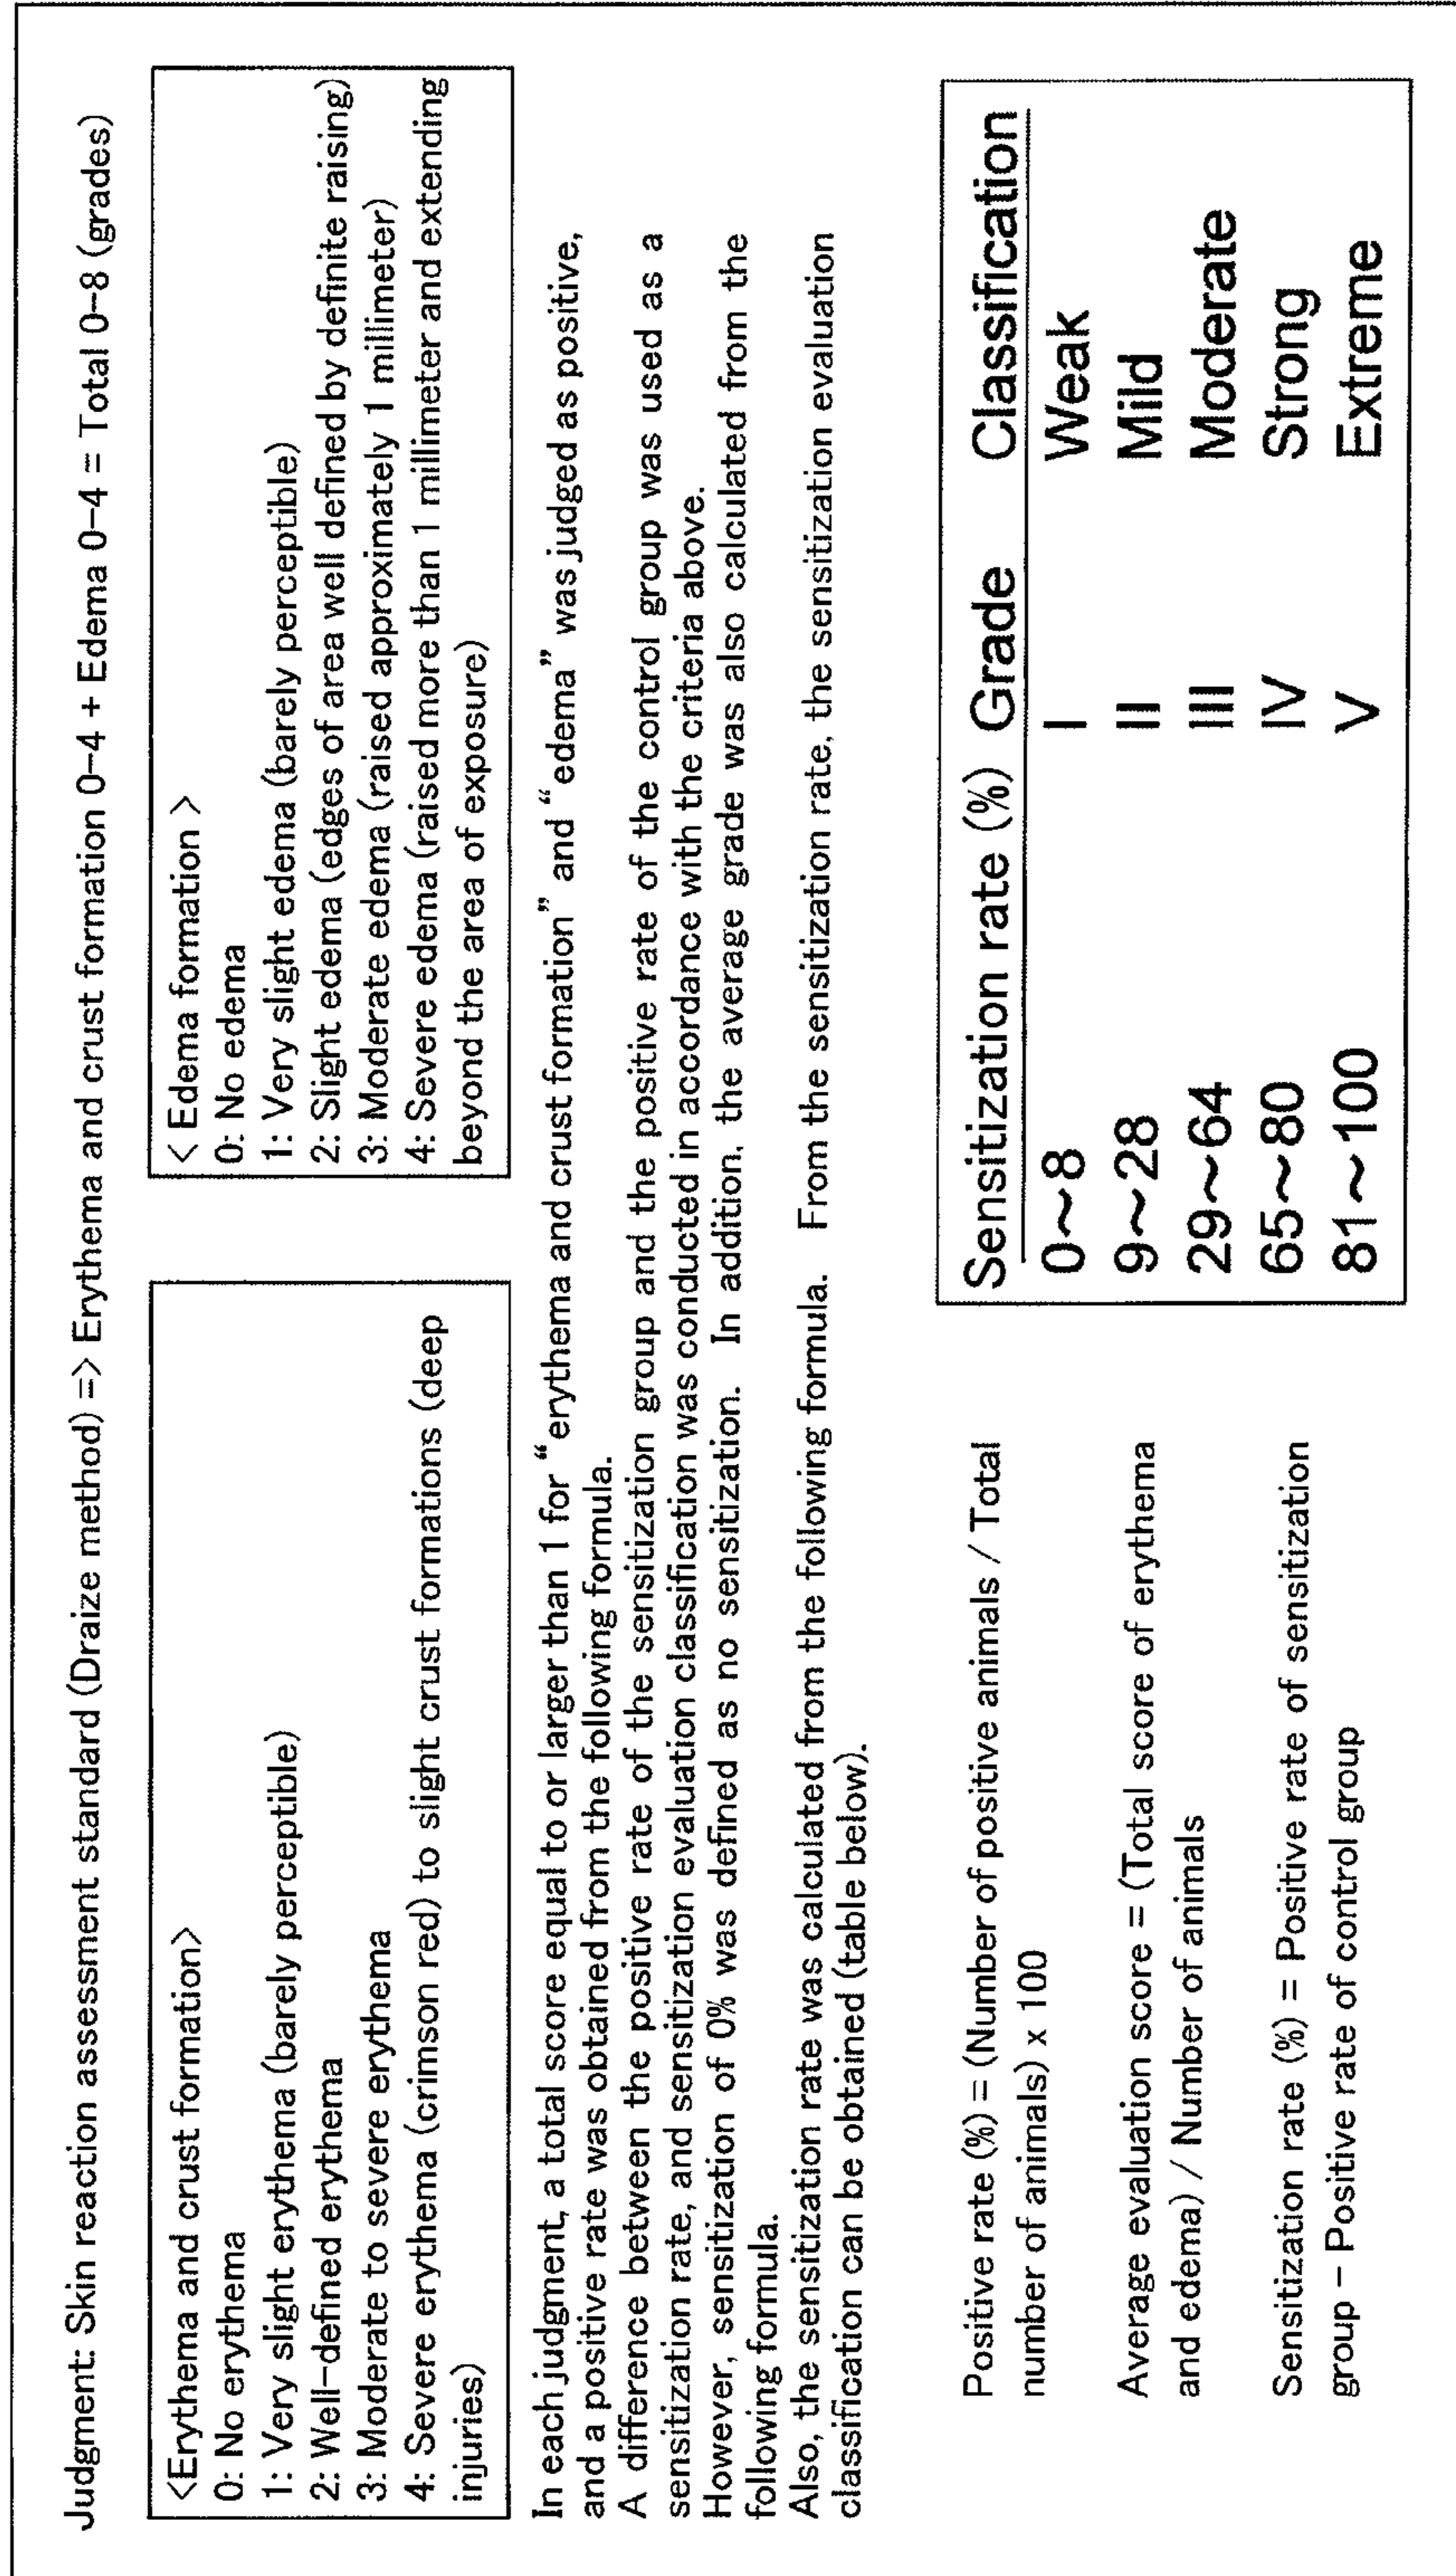 Judgment: Skin reaction assessment standard (Draize method) => Erythema and crust formation 0-4 + Edema 0-4 = Total 0-8 (grades)
<Erythema and crust formation>
0: No erythema
1: Very slight erythema (barely perceptible)
2: Well-defined erythema
3: Moderate to severe erythema
4: Severe erythema (crimson red) to slight crust formations (deep
injuries)
< Edema formation >
0: No edema
1: Very slight edema (barely perceptible)
2: Slight edema (edges of area well defined by definite raising)
3: Moderate edema (raised approximately 1 millimeter)
4: Severe edema (raised more than 1 millimeter and extending
beyond the area of exposure)
In each judgment, a total score equal to or larger than 1 for “erythema and crust formation” and “edema” was judged as positive,
and a positive rate was obtained from the following formula.
A difference between the positive rate of the sensitization group and the positive rate of the control group was used as a
sensitization rate, and sensitization evaluation classification was conducted in accordance with the criteria above.
However, sensitization of 0% was defined as no sensitization. In addition, the average grade was also calculated from the
following formula.
Also, the sensitization rate was calculated from the following formula. From the sensitization rate, the sensitization evaluation
classification can be obtained (table below).
Positive rate (%) = (Number of positive animals / Total
number of animals) x 100
Average evaluation score = (Total score of erythema
and edema) / Number of animals
Sensitization rate (%) = Positive rate of sensitization
group - Positive rate of control group
Sensitization rate (%) Grade Classification
0~8 I Weak
9~28 II Mild
29~64 III Moderate
65~80 IV Strong
81~100 V Extreme